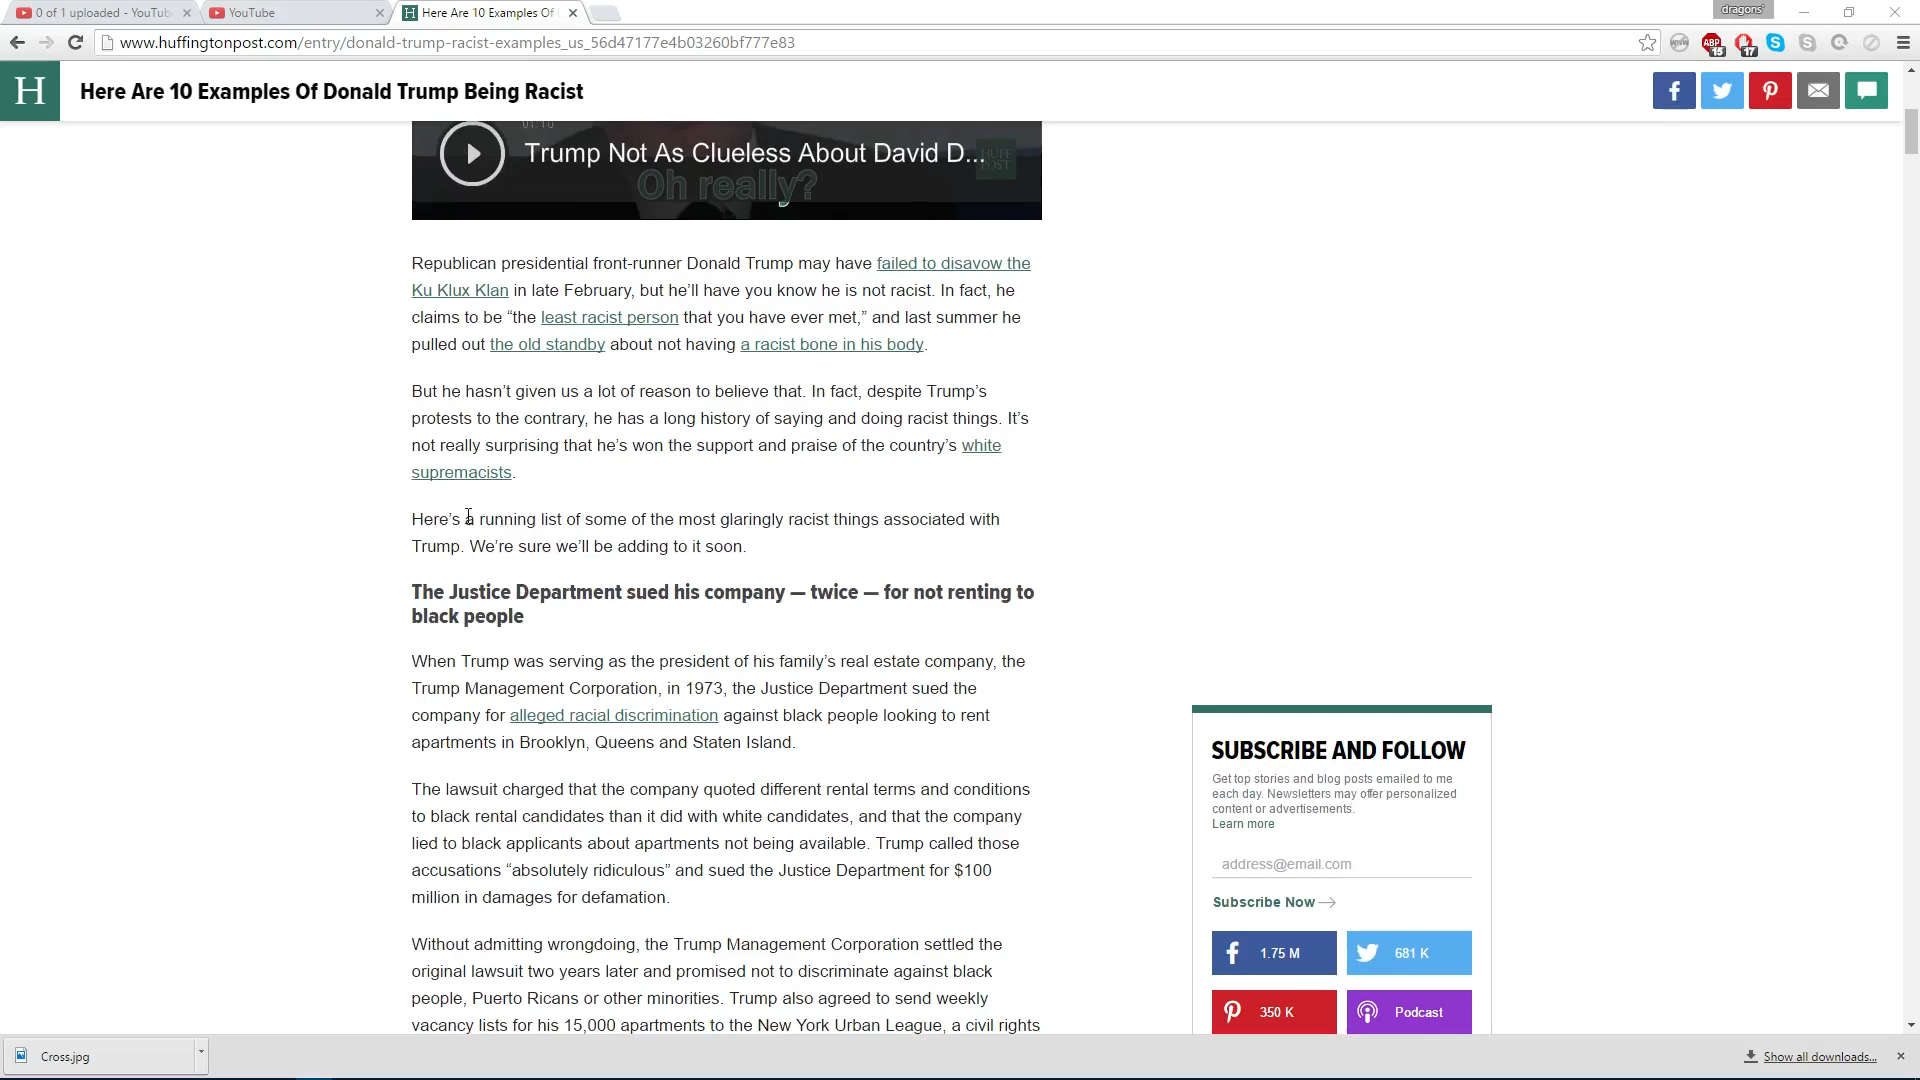 0 of 1 uploaded - YouTub
YouTube
Here Are 10 Examples Of
dragons'
www.huffingtonpost.com/entry/donald-trump-racist-examples_us_56d47177e4b03260bf777e83
ABP
15
17
H
Here Are 10 Examples Of Donald Trump Being Racist
01:10
Trump Not As Clueless About David D...
HUFF
POST
Oh really?
Republican presidential front-runner Donald Trump may have failed to disavow the
Ku Klux Klan in late February, but he’ll have you know he is not racist. In fact, he
claims to be “the least racist person that you have ever met,” and last summer he
pulled out the old standby about not having a racist bone in his body.
But he hasn’t given us a lot of reason to believe that. In fact, despite Trump’s
protests to the contrary, he has a long history of saying and doing racist things. It’s
not really surprising that he’s won the support and praise of the country’s white
supremacists.
Here’s a running list of some of the most glaringly racist things associated with
Trump. We’re sure we’ll be adding to it soon.
The Justice Department sued his company — twice — for not renting to
black people
When Trump was serving as the president of his family’s real estate company, the
Trump Management Corporation, in 1973, the Justice Department sued the
company for alleged racial discrimination against black people looking to rent
apartments in Brooklyn, Queens and Staten Island.
The lawsuit charged that the company quoted different rental terms and conditions
to black rental candidates than it did with white candidates, and that the company
lied to black applicants about apartments not being available. Trump called those
accusations “absolutely ridiculous” and sued the Justice Department for $100
million in damages for defamation.
Without admitting wrongdoing, the Trump Management Corporation settled the
original lawsuit two years later and promised not to discriminate against black
people, Puerto Ricans or other minorities. Trump also agreed to send weekly
vacancy lists for his 15,000 apartments to the New York Urban League, a civil rights
SUBSCRIBE AND FOLLOW
Get top stories and blog posts emailed to me
each day. Newsletters may offer personalized
content or advertisements.
Learn more
address@email.com
Subscribe Now
1.75 M
681 K
350 K
Podcast
Cross.jpg
Show all downloads...